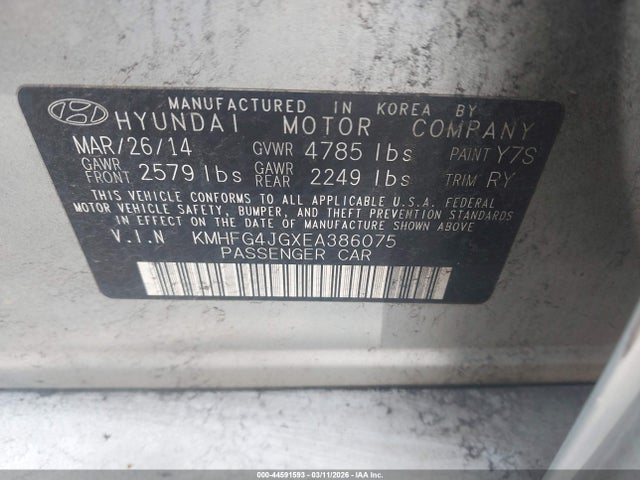 MANUFACTURED IN KOREA BY
HYUNDAI MOTOR COMPANY
MAR/26/14 GVWR 4785 lbs PAINT Y7S
GAWR FRONT 2579 lbs GAWR REAR 2249 lbs TRIM RY
THIS VEHICLE CONFORMS TO ALL APPLICABLE U.S.A. FEDERAL
MOTOR VEHICLE SAFETY, BUMPER, AND THEFT PREVENTION STANDARDS
IN EFFECT ON THE DATE OF MANUFACTURE SHOWN ABOVE.
V.I.N KMHFG4JGXEA386075
PASSENGER CAR
000-44591593 - 03/11/2026 - IAA Inc.